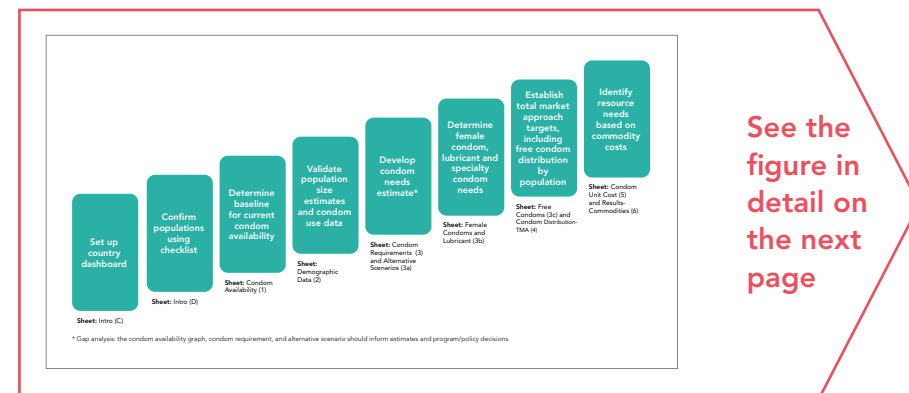 Set up
country
dashboard
Sheet: Intro (C)
Confirm
populations
using
checklist
Sheet: Intro (D)
Determine
baseline
for current
condom
availability
Sheet: Condom
Availability (1)
Validate
population
size
estimates
and condom
use data
Sheet:
Demographic
Data (2)
Develop
condom
needs
estimate*
Sheet: Condom
Requirements (3)
and Alternative
Scenarios (3a)
Determine
female
condom,
lubricant and
specialty
condom
needs
Sheet: Female
Condoms and
Lubricant (3b)
Establish
total market
approach
targets,
including
free condom
distribution
by
population
Sheet: Free
Condoms (3c) and
Condom Distribution-
TMA (4)
Identify
resource
needs
based on
commodity
costs
Sheet: Condom
Unit Cost (5)
and Results-
Commodities (6)
* Gap analysis: the condom availability graph, condom requirement, and alternative scenario should inform estimates and program/policy decisions.
See the
figure in
detail on
the next
page